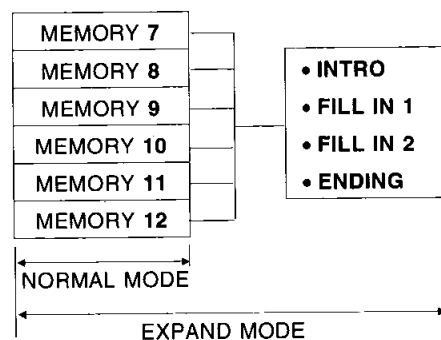 MEMORY 7
MEMORY 8
MEMORY 9
MEMORY 10
MEMORY 11
MEMORY 12
• INTRO
• FILL IN 1
• FILL IN 2
• ENDING
NORMAL MODE
EXPAND MODE